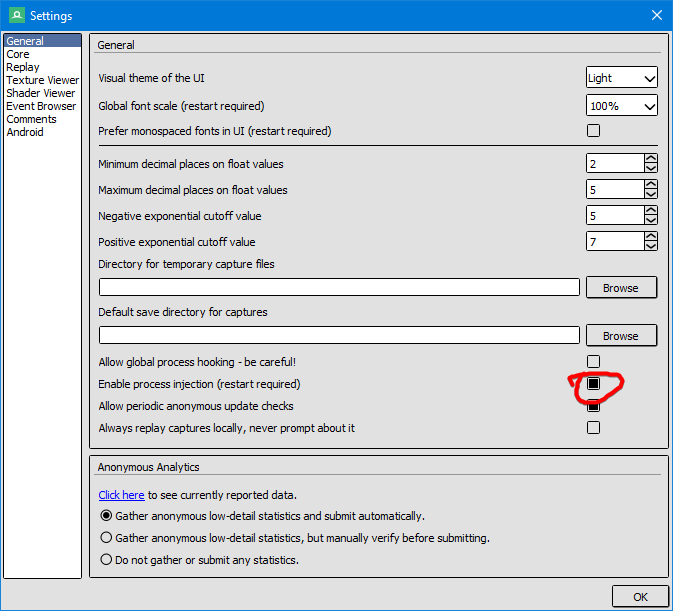 Settings
General
Core
Replay
Texture Viewer
Shader Viewer
Event Browser
Comments
Android
General
Visual theme of the UI Light
Global font scale (restart required) 100%
Prefer monospaced fonts in UI (restart required)
Minimum decimal places on float values 2
Maximum decimal places on float values 5
Negative exponential cutoff value 5
Positive exponential cutoff value 7
Directory for temporary capture files
Browse
Default save directory for captures
Browse
Allow global process hooking - be careful!
Enable process injection (restart required)
Allow periodic anonymous update checks
Always replay captures locally, never prompt about it
Anonymous Analytics
Click here to see currently reported data.
Gather anonymous low-detail statistics and submit automatically.
Gather anonymous low-detail statistics, but manually verify before submitting.
Do not gather or submit any statistics.
OK